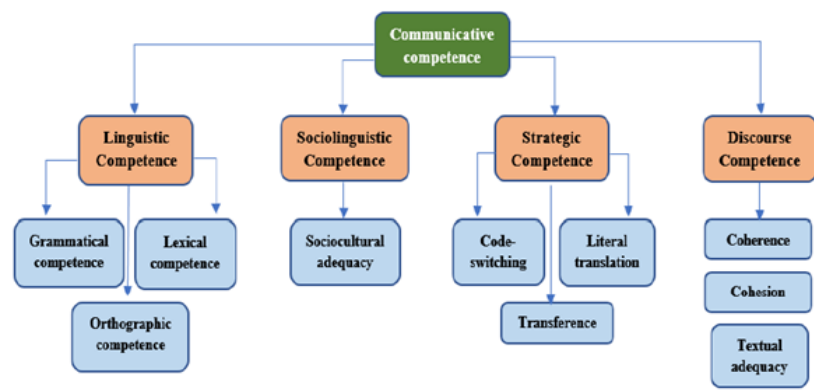 Communicative
competence
Linguistic
Competence
Sociolinguistic
Competence
Strategic
Competence
Discourse
Competence
Grammatical
competence
Lexical
competence
Sociocultural
adequacy
Code-
switching
Literal
translation
Coherence
Orthographic
competence
Transference
Cohesion
Textual
adequacy